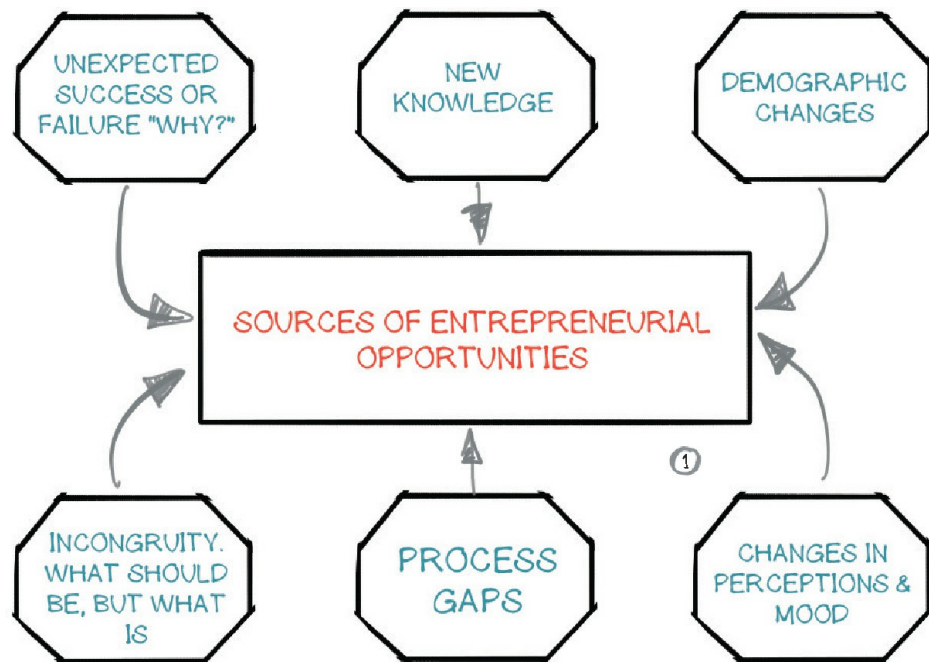 UNEXPECTED
SUCCESS OR
FAILURE "WHY?"
NEW
KNOWLEDGE
DEMOGRAPHIC
CHANGES
SOURCES OF ENTREPRENEURIAL
OPPORTUNITIES
1
INCONGRUITY.
WHAT SHOULD
BE, BUT WHAT
IS
PROCESS
GAPS
CHANGES IN
PERCEPTIONS &
MOOD